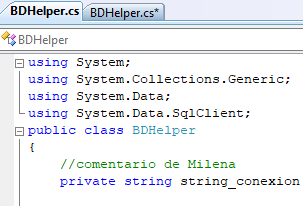 BDHelper.cs
BDHelper.cs*
BDHelper
using System;
using System.Collections.Generic;
using System.Data;
using System.Data.SqlClient;
public class BDHelper
{
//comentario de Milena
private string string_conexion